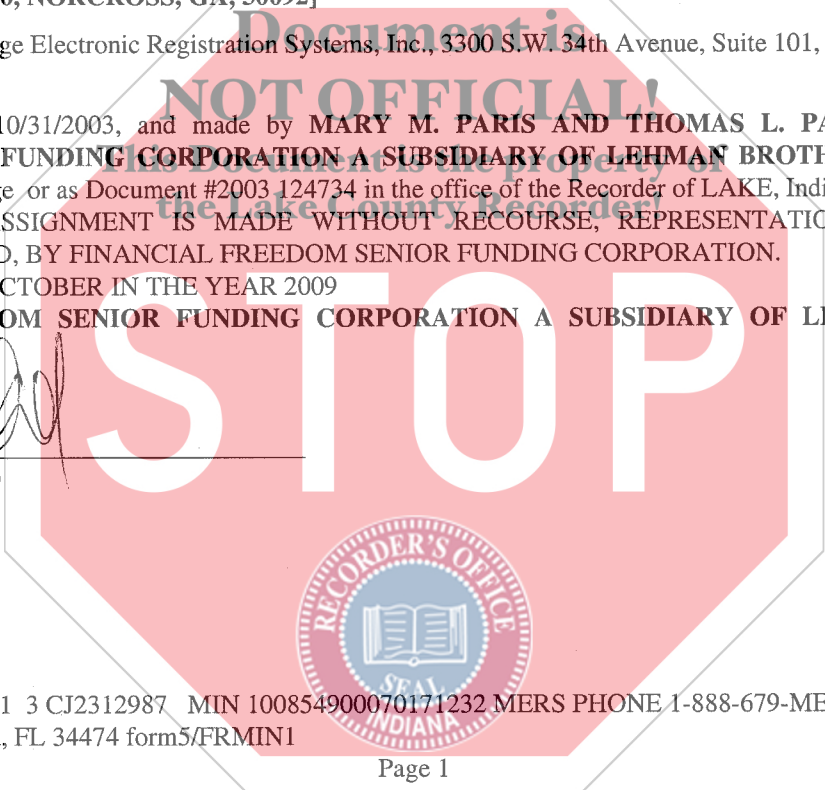 0, NORCROSS, GA, 30092]
ge Electronic Registration Systems, Inc., 3300 S.W. 34th Avenue, Suite 101,
Document is
NOT OFFICIAL!
This Document is the property of
the Lake County Recorder!
10/31/2003, and made by MARY M. PARIS AND THOMAS L. PA
FUNDING CORPORATION A SUBSIDIARY OF LEHMAN BROTH
ge or as Document #2003 124734 in the office of the Recorder of LAKE, Indi
SSIGNMENT IS MADE WITHOUT RECOURSE, REPRESENTATIO
D, BY FINANCIAL FREEDOM SENIOR FUNDING CORPORATION.
CTOBER IN THE YEAR 2009
OM SENIOR FUNDING CORPORATION A SUBSIDIARY OF LE
STOP
RECORDER'S OFFICE
SEAL
INDIANA
1 3 CJ2312987 MIN 100854900070171232 MERS PHONE 1-888-679-ME
, FL 34474 form5/FRMIN1
Page 1